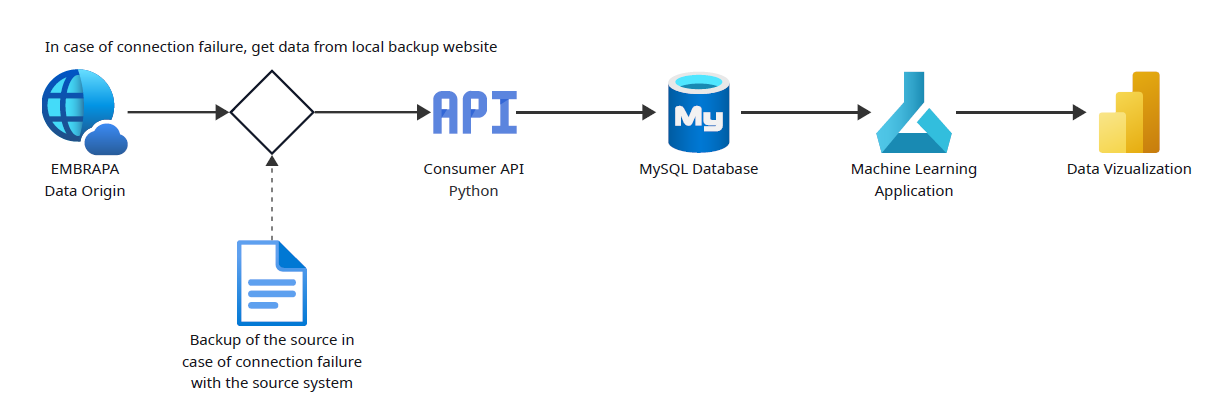 In case of connection failure, get data from local backup website
EMBRAPA
Data Origin
API
Consumer API
Python
My
MySQL Database
Machine Learning
Application
Data Vizualization
Backup of the source in
case of connection failure
with the source system